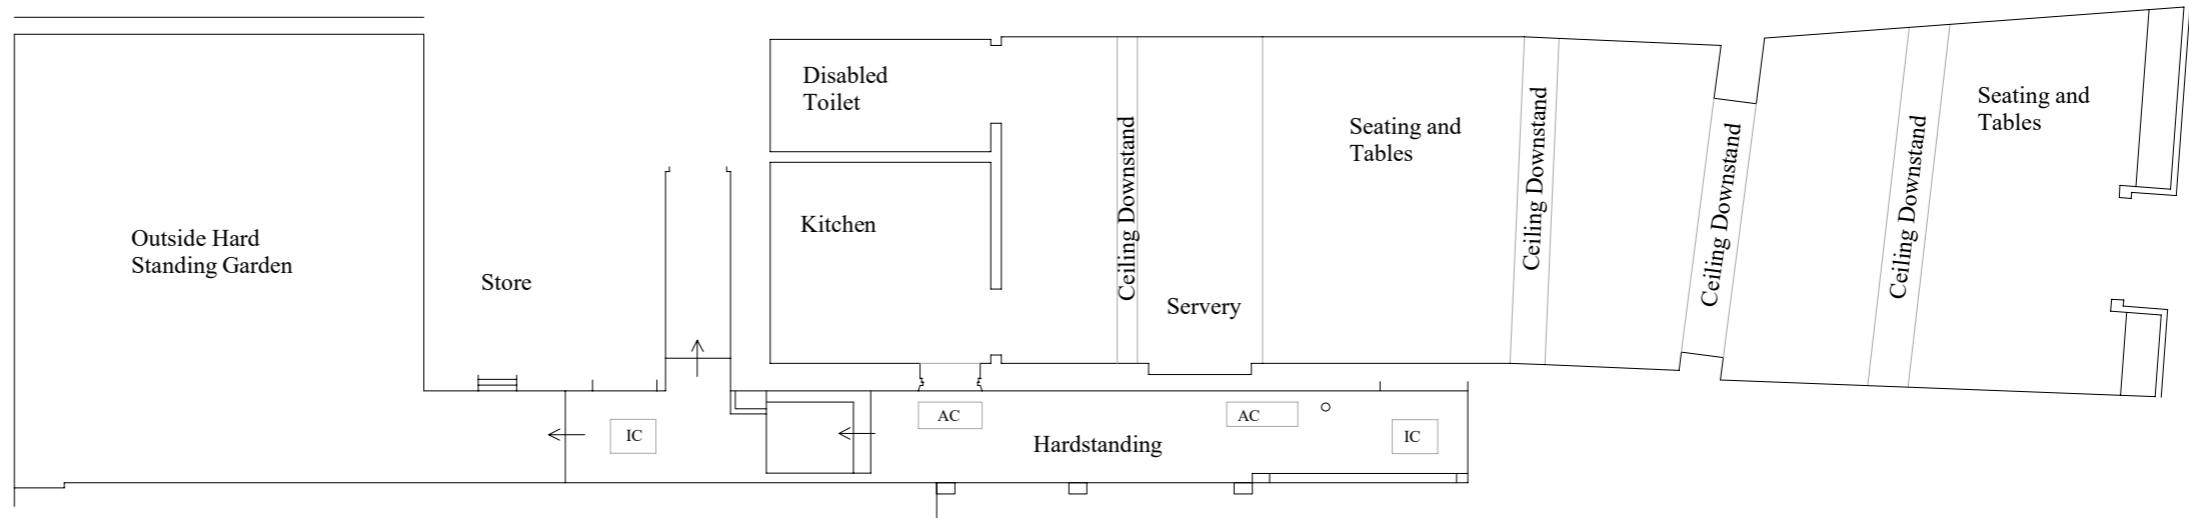 Disabled
Toilet
Kitchen
Outside Hard
Standing Garden
Store
Ceiling Downstand
Servery
Seating and
Tables
Ceiling Downstand
Ceiling Downstand
Ceiling Downstand
Seating and
Tables
IC
AC
Hardstanding
AC
IC